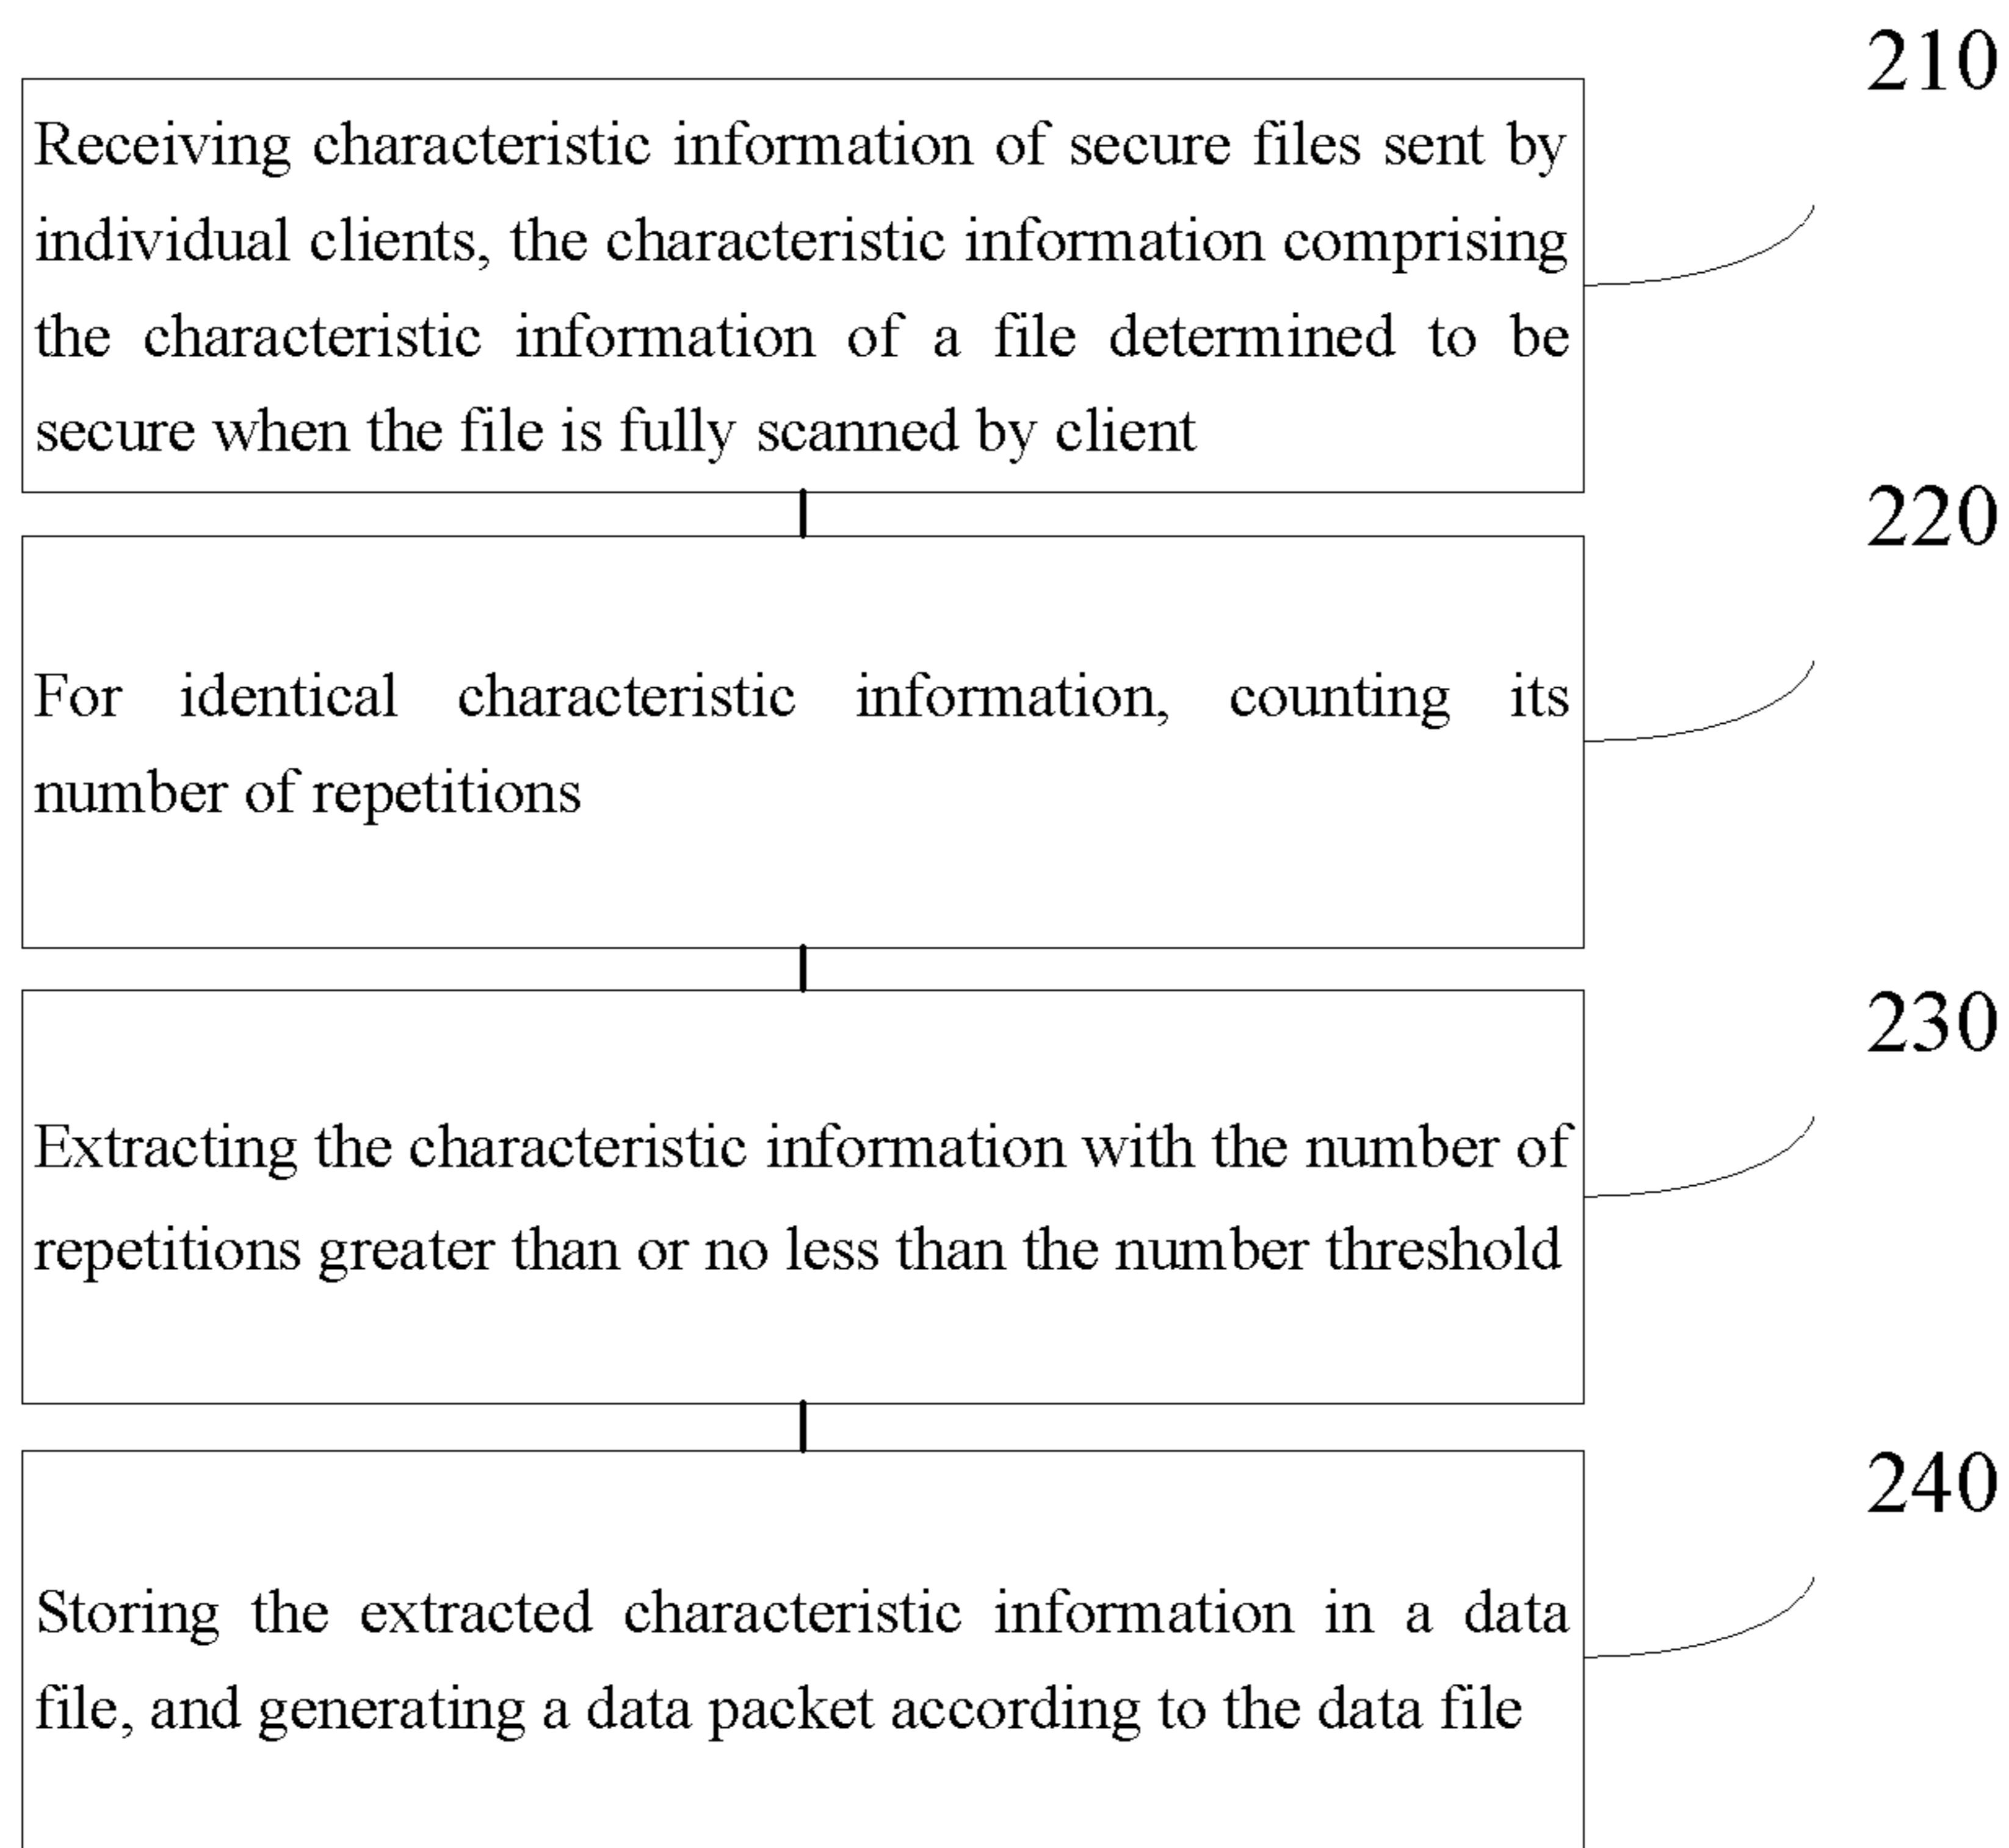 210
Receiving characteristic information of secure files sent by
individual clients, the characteristic information comprising
the characteristic information of a file determined to be
secure when the file is fully scanned by client
220
For identical characteristic information, counting its
number of repetitions
230
Extracting the characteristic information with the number of
repetitions greater than or no less than the number threshold
240
Storing the extracted characteristic information in a data
file, and generating a data packet according to the data file